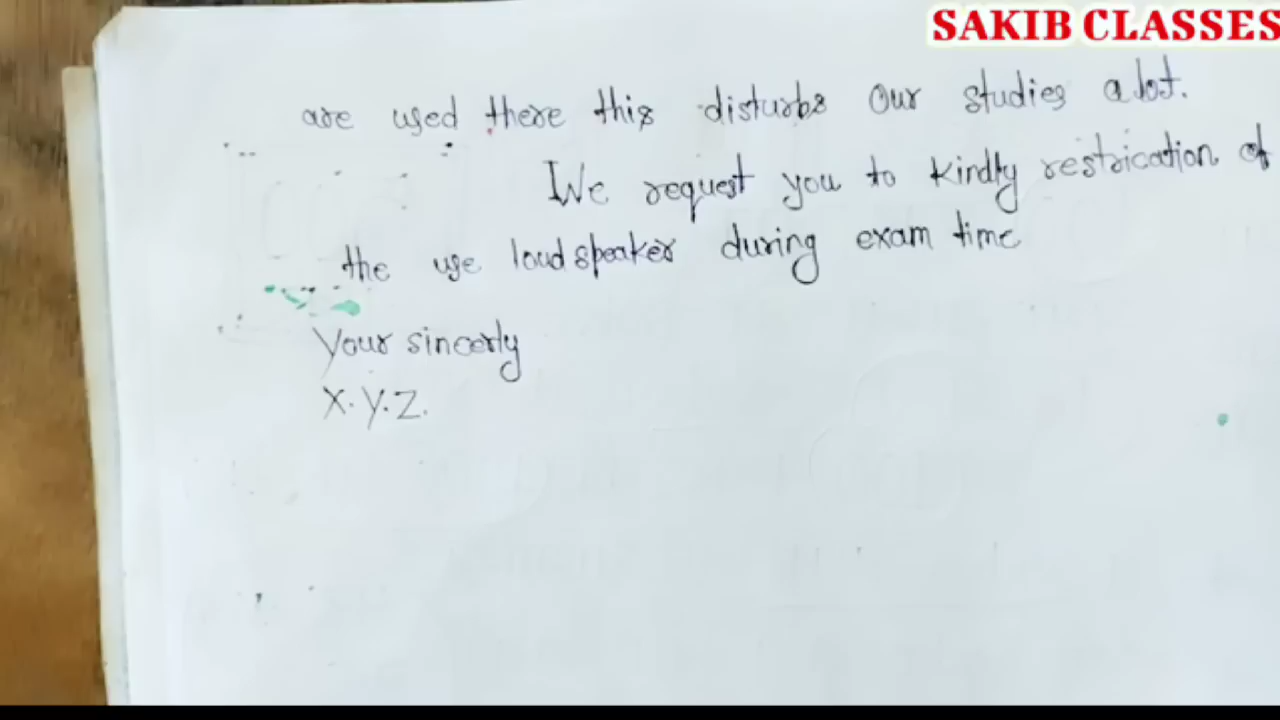 SAKIB CLASSES
are used there this disturbs Our studies alot.
We request you to kindly restrication of
the use loudspeaker during exam time
Your sincerly
X.Y.Z.